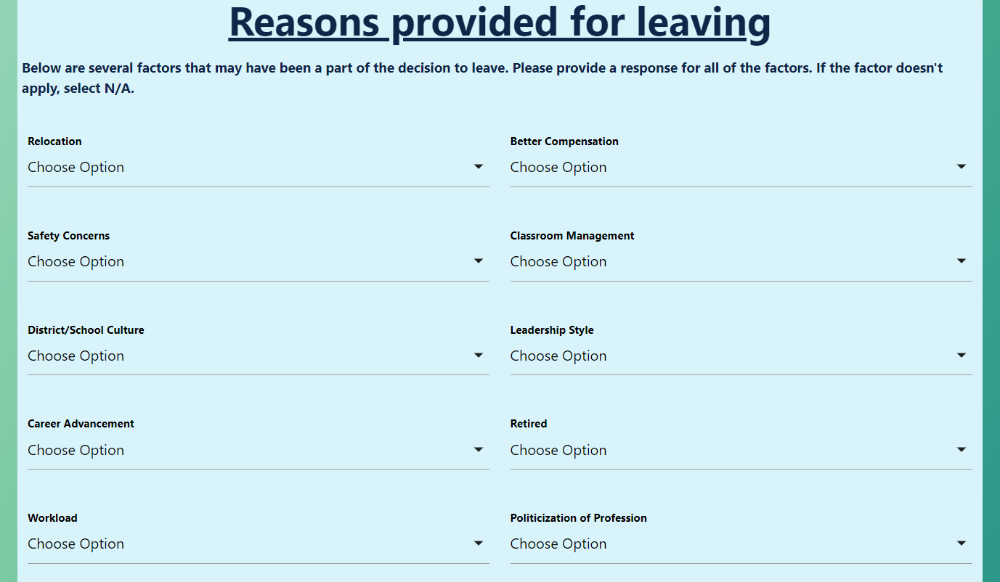 Reasons provided for leaving
Below are several factors that may have been a part of the decision to leave. Please provide a response for all of the factors. If the factor doesn't
apply, select N/A.
Relocation
Choose Option
Better Compensation
Choose Option
Safety Concerns
Choose Option
Classroom Management
Choose Option
District/School Culture
Choose Option
Leadership Style
Choose Option
Career Advancement
Choose Option
Retired
Choose Option
Workload
Choose Option
Politicization of Profession
Choose Option